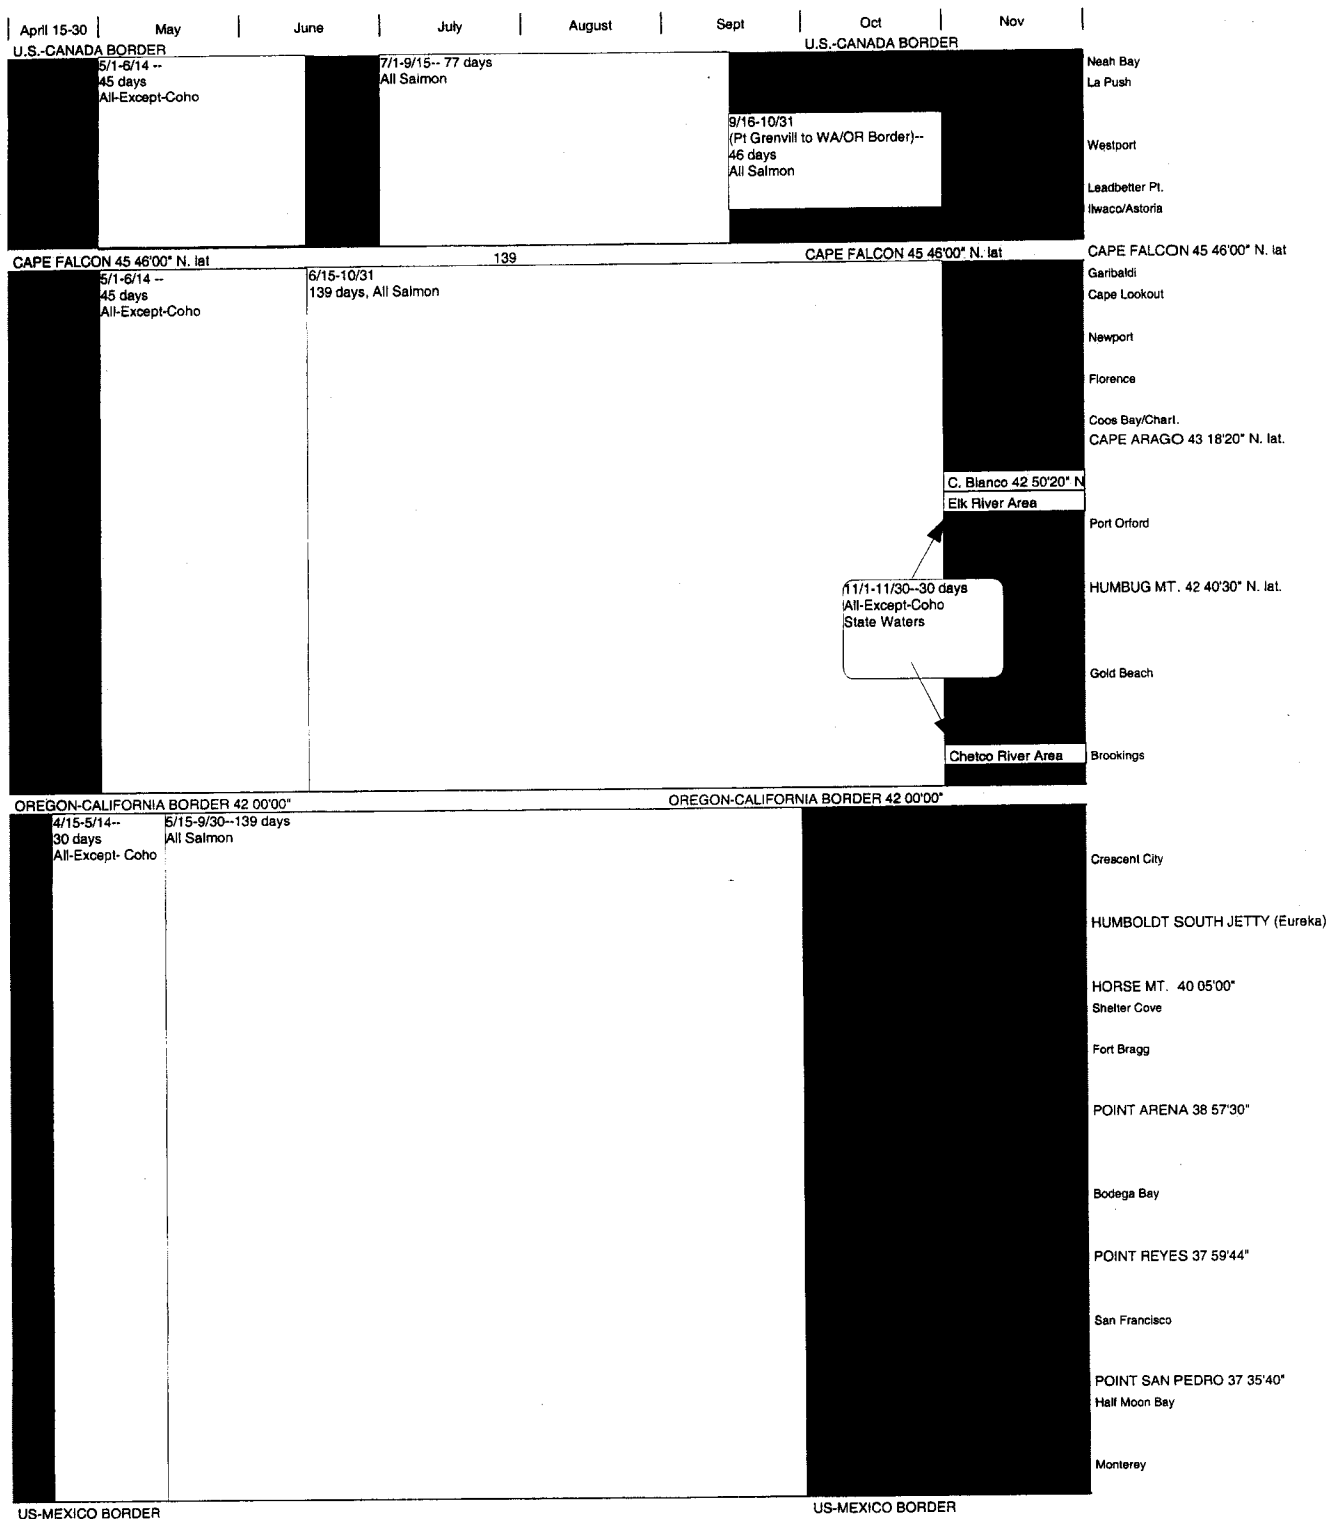 April 15-30 | May | June | July | August | Sept | Oct | Nov
U.S.-CANADA BORDER U.S.-CANADA BORDER
5/1-6/14 --
45 days
All-Except-Coho
7/1-9/15-- 77 days
All Salmon
9/16-10/31
(Pt Grenvill to WA/OR Border)--
46 days
All Salmon
Neah Bay
La Push
Westport
Leadbetter Pt.
Ilwaco/Astoria
CAPE FALCON 45 46'00" N. lat 139 CAPE FALCON 45 46'00" N. lat CAPE FALCON 45 46'00" N. lat
5/1-6/14 --
45 days
All-Except-Coho
6/15-10/31
139 days, All Salmon
Garibaldi
Cape Lookout
Newport
Florence
Coos Bay/Charl.
CAPE ARAGO 43 18'20" N. lat.
C. Blanco 42 50'20" N
Elk River Area
Port Orford
11/1-11/30--30 days
All-Except-Coho
State Waters
HUMBUG MT. 42 40'30" N. lat.
Gold Beach
Chetco River Area
Brookings
OREGON-CALIFORNIA BORDER 42 00'00" OREGON-CALIFORNIA BORDER 42 00'00"
4/15-5/14--
30 days
All-Except- Coho
5/15-9/30--139 days
All Salmon
Crescent City
HUMBOLDT SOUTH JETTY (Eureka)
HORSE MT. 40 05'00"
Shelter Cove
Fort Bragg
POINT ARENA 38 57'30"
Bodega Bay
POINT REYES 37 59'44"
San Francisco
POINT SAN PEDRO 37 35'40"
Half Moon Bay
Monterey
US-MEXICO BORDER US-MEXICO BORDER